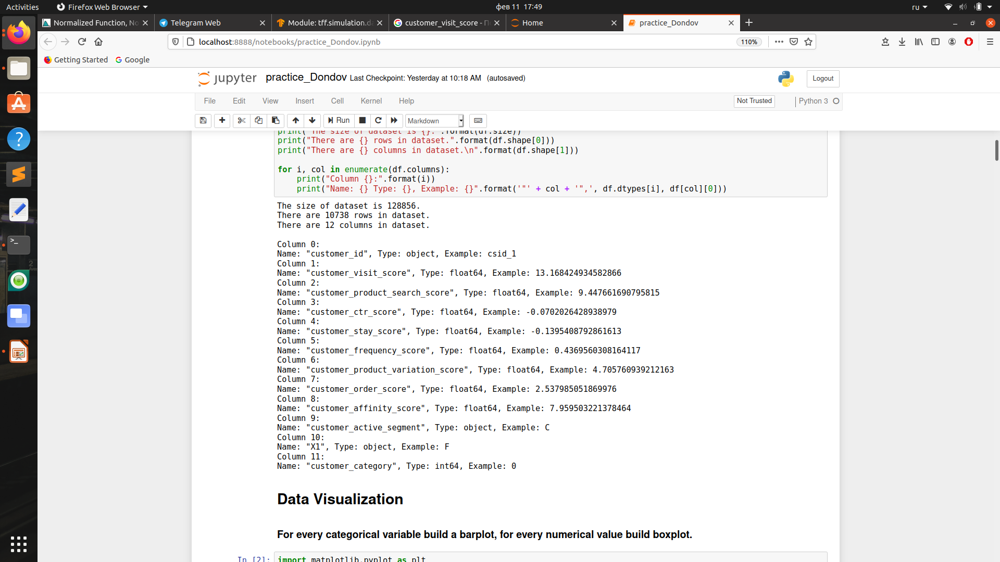 Activities
Firefox Web Browser
фев 11 17:49
ru
Normalized Function, No
Telegram Web
Module: tff.simulation.da
customer_visit_score - П
Home
practice_Dondov
localhost:8888/notebooks/practice_Dondov.ipynb
110%
Getting Started
Google
jupyter
practice_Dondov Last Checkpoint: Yesterday at 10:18 AM (autosaved)
Logout
File Edit View Insert Cell Kernel Help
Not Trusted
Python 3
Run
Markdown
print("The size of dataset is {}.".format(df.size))
print("There are {} rows in dataset.".format(df.shape[0]))
print("There are {} columns in dataset.\n".format(df.shape[1]))
for i, col in enumerate(df.columns):
    print("Column {}:".format(i))
    print("Name: {} Type: {}, Example: {}".format('"' + col + '",', df.dtypes[i], df[col][0]))
The size of dataset is 128856.
There are 10738 rows in dataset.
There are 12 columns in dataset.
Column 0:
Name: "customer_id", Type: object, Example: csid_1
Column 1:
Name: "customer_visit_score", Type: float64, Example: 13.168424934582866
Column 2:
Name: "customer_product_search_score", Type: float64, Example: 9.447661690795815
Column 3:
Name: "customer_ctr_score", Type: float64, Example: -0.0702026428938979
Column 4:
Name: "customer_stay_score", Type: float64, Example: -0.1395408792861613
Column 5:
Name: "customer_frequency_score", Type: float64, Example: 0.4369560308164117
Column 6:
Name: "customer_product_variation_score", Type: float64, Example: 4.705760939212163
Column 7:
Name: "customer_order_score", Type: float64, Example: 2.537985051869976
Column 8:
Name: "customer_affinity_score", Type: float64, Example: 7.959503221378464
Column 9:
Name: "customer_active_segment", Type: object, Example: C
Column 10:
Name: "X1", Type: object, Example: F
Column 11:
Name: "customer_category", Type: int64, Example: 0
Data Visualization
For every categorical variable build a barplot, for every numerical value build boxplot.
In [2]:
import matplotlib.pyplot as plt